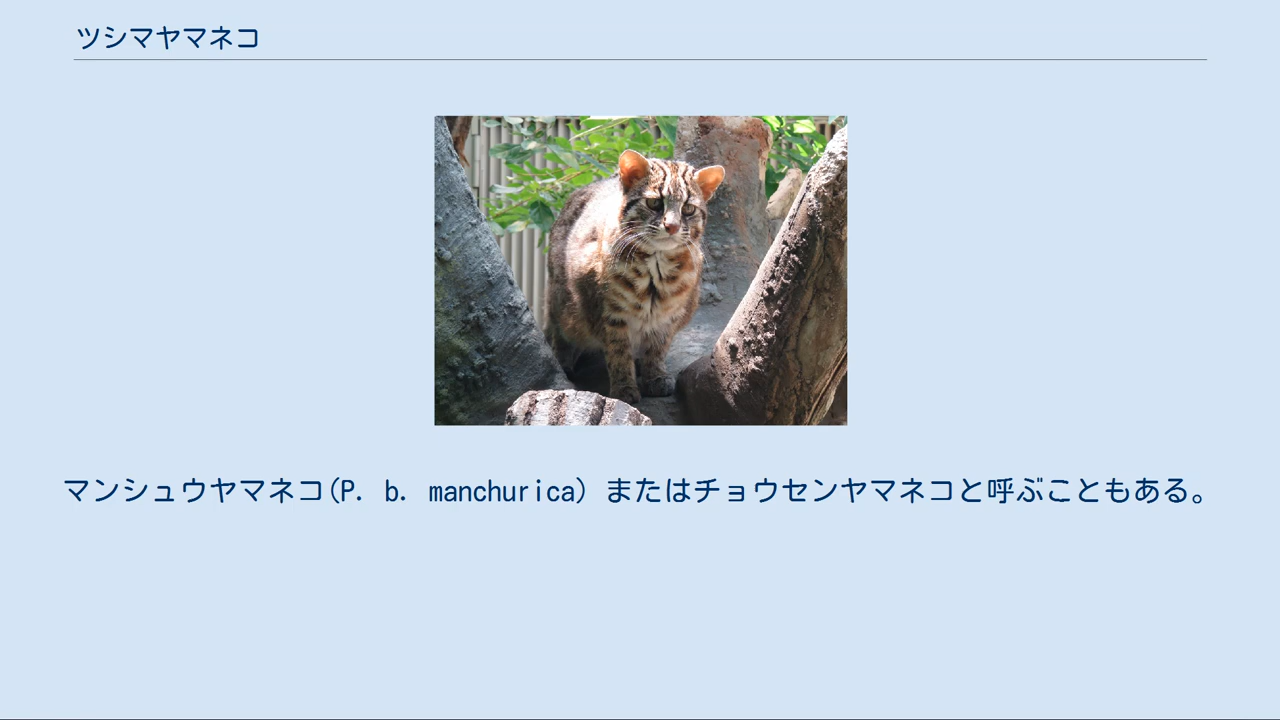 ツシマヤマネコ
マンシュウヤマネコ(P. b. manchurica) またはチョウセンヤマネコと呼ぶこともある。